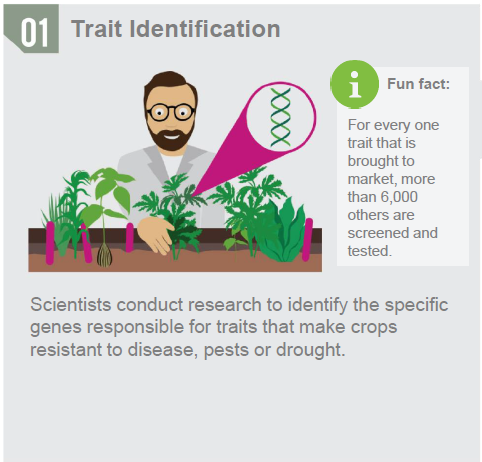 01 Trait Identification
i Fun fact:
For every one
trait that is
brought to
market, more
than 6,000
others are
screened and
tested.
Scientists conduct research to identify the specific
genes responsible for traits that make crops
resistant to disease, pests or drought.